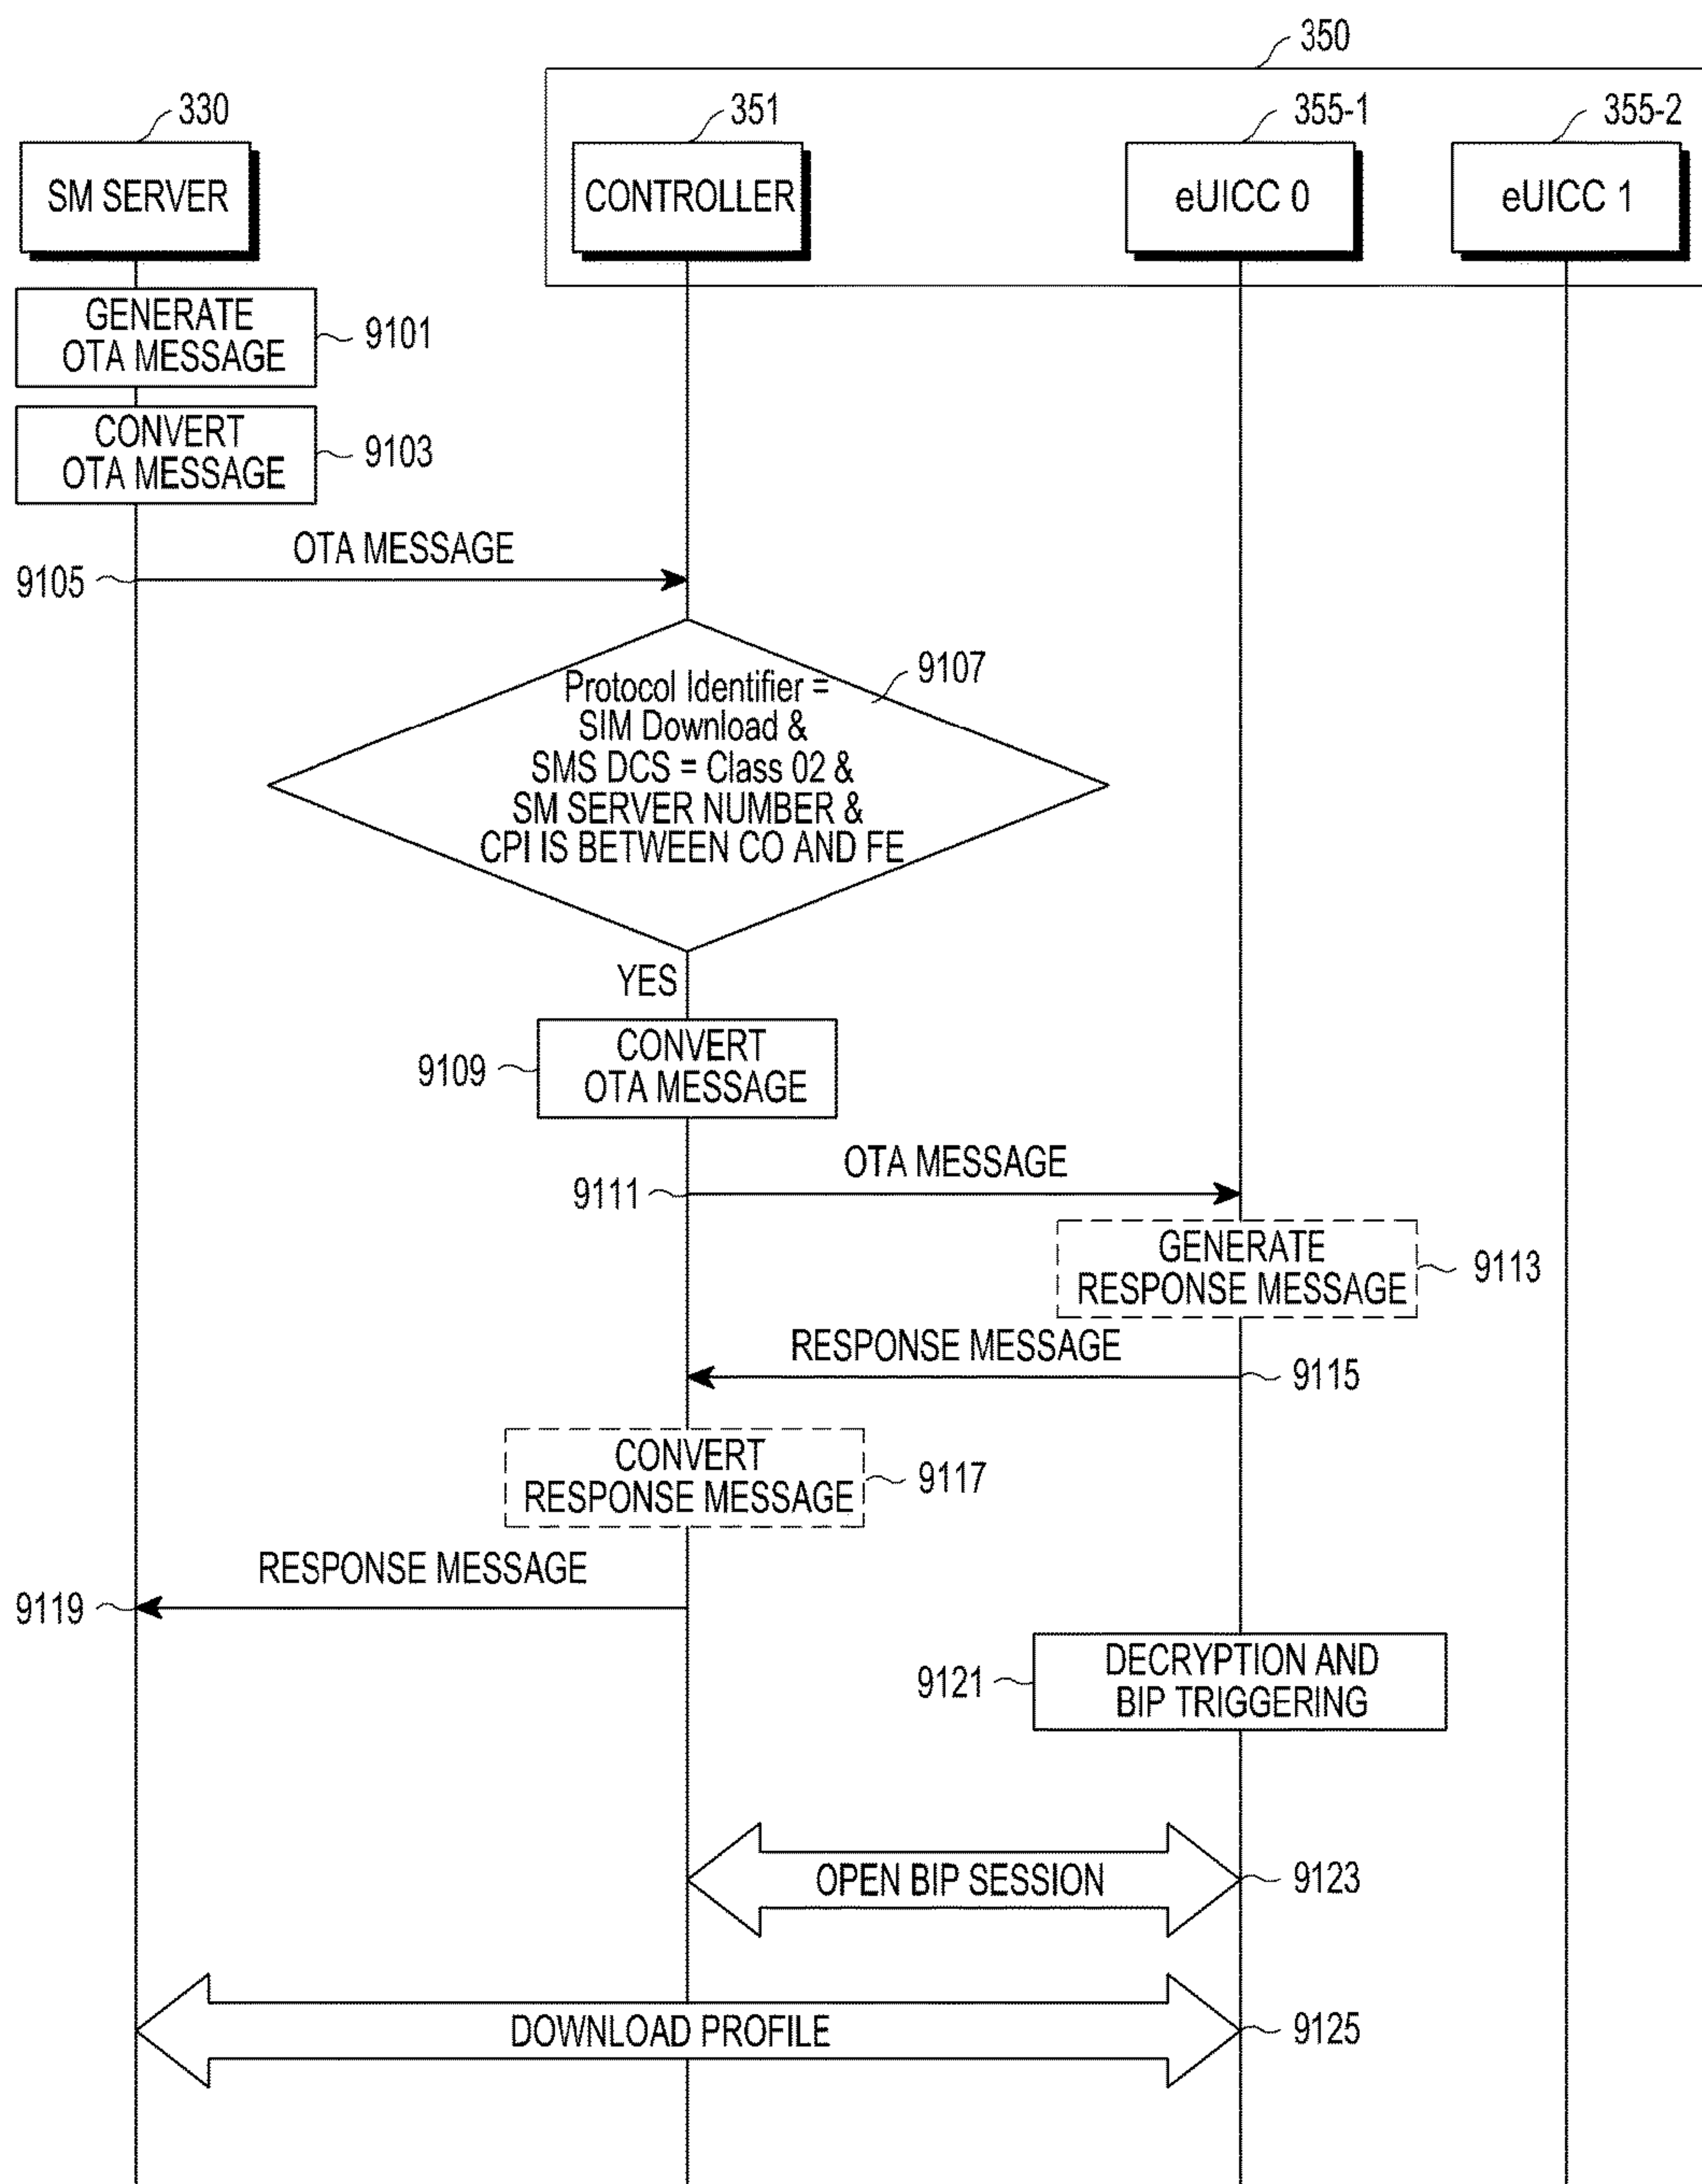 350
330
351
355-1
355-2
SM SERVER
CONTROLLER
eUICC 0
eUICC 1
GENERATE
OTA MESSAGE
9101
CONVERT
OTA MESSAGE
9103
OTA MESSAGE
9105
9107
Protocol Identifier =
SIM Download &
SMS DCS = Class 02 &
SM SERVER NUMBER &
CPI IS BETWEEN CO AND FE
YES
CONVERT
OTA MESSAGE
9109
OTA MESSAGE
9111
GENERATE
RESPONSE MESSAGE
9113
RESPONSE MESSAGE
9115
CONVERT
RESPONSE MESSAGE
9117
RESPONSE MESSAGE
9119
DECRYPTION AND
BIP TRIGGERING
9121
OPEN BIP SESSION
9123
DOWNLOAD PROFILE
9125